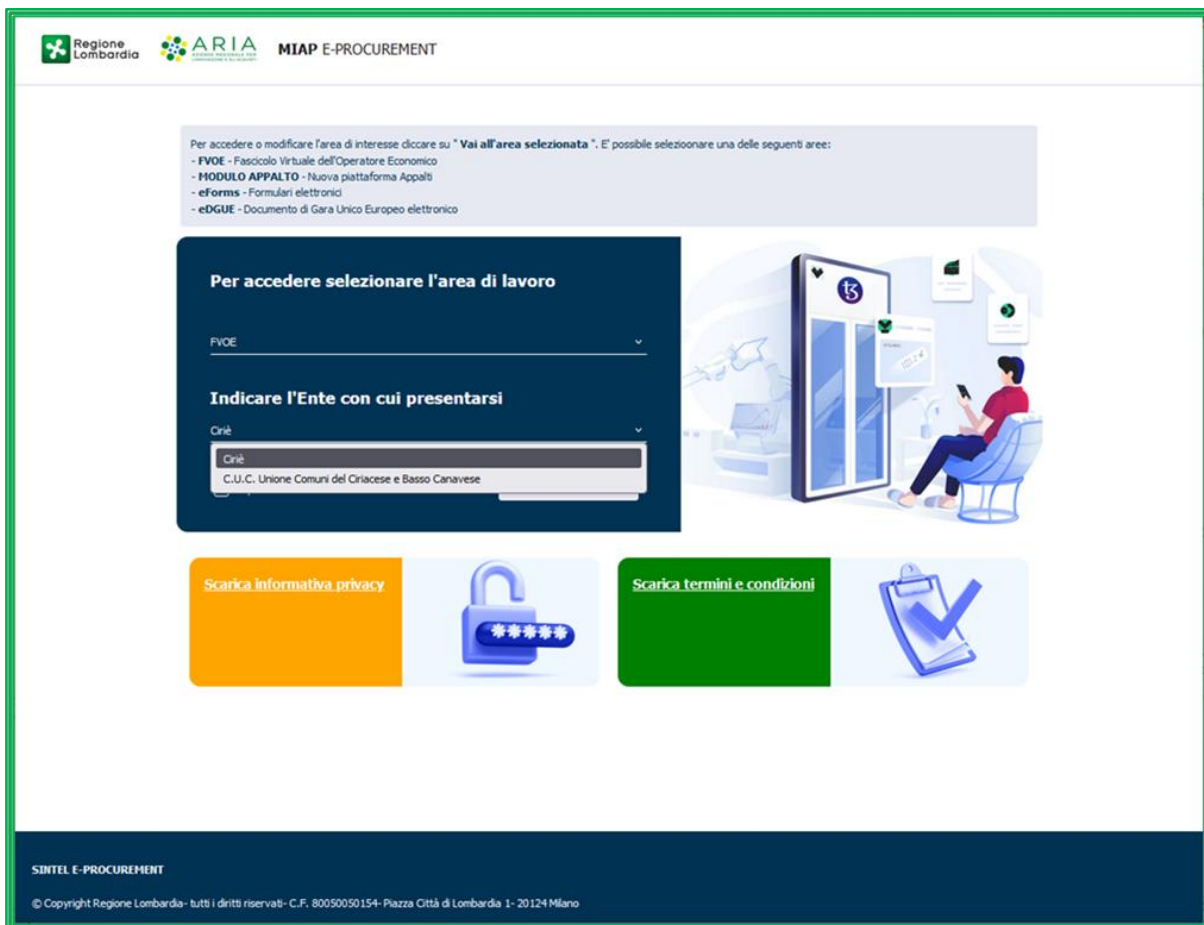 Regione
Lombardia
ARIA
MIAP E-PROCUREMENT
Per accedere o modificare l'area di interesse cliccare su " Vai all'area selezionata ". E' possibile selezioonare una delle seguenti aree:
- FVOE - Fascicolo Virtuale dell'Operatore Economico
- MODULO APPALTO - Nuova piattaforma Appalti
- eForms - Formulari elettronici
- eDGUE - Documento di Gara Unico Europeo elettronico
Per accedere selezionare l'area di lavoro
FVOE
Indicare l'Ente con cui presentarsi
Ciriè
Ciriè
C.U.C. Unione Comuni del Ciriacese e Basso Canavese
Scarica informativa privacy
*****
Scarica termini e condizioni
SINTEL E-PROCUREMENT
© Copyright Regione Lombardia- tutti i diritti riservati- C.F. 80050050154- Piazza Città di Lombardia 1- 20124 Milano